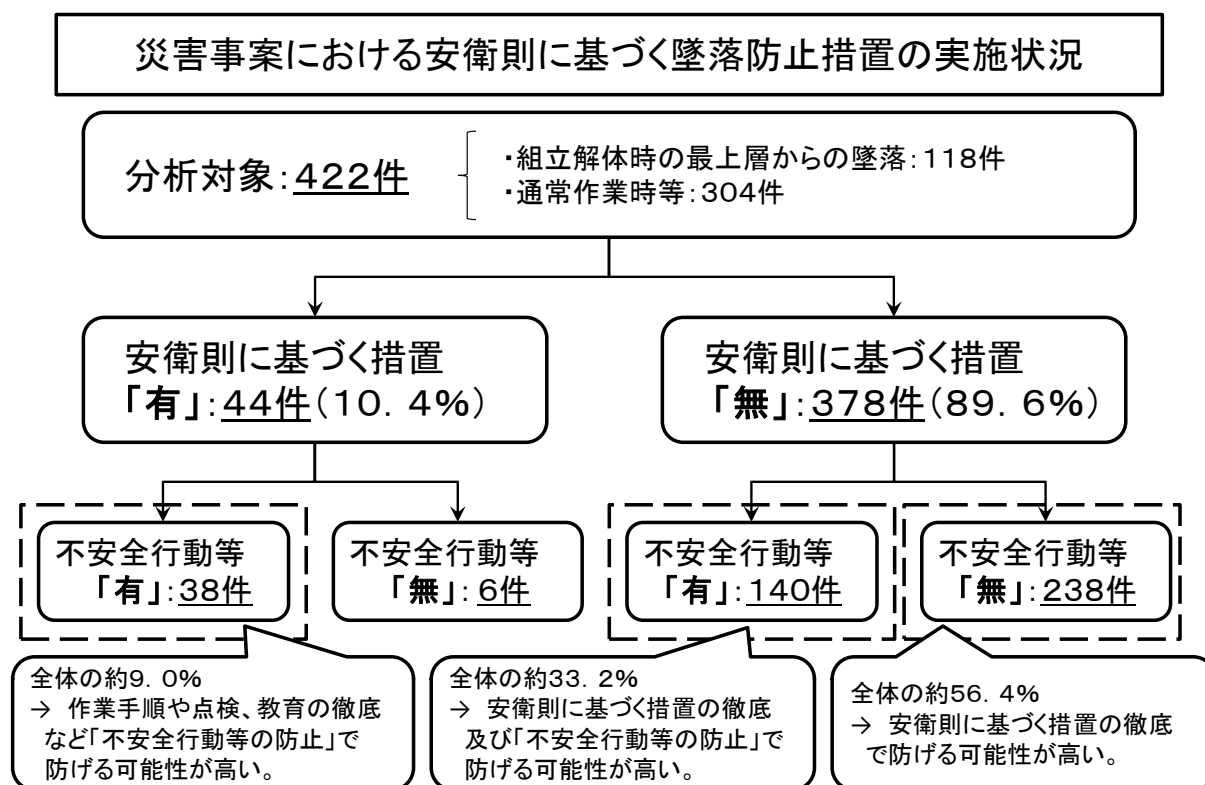 災害事案における安衛則に基づく墜落防止措置の実施状況
分析対象：422件
・組立解体時の最上層からの墜落：118件
・通常作業時等：304件
安衛則に基づく措置
「有」：44件（10．4%）
安衛則に基づく措置
「無」：378件（89．6%）
不安全行動等
「有」：38件
不安全行動等
「無」：6件
不安全行動等
「有」：140件
不安全行動等
「無」：238件
全体の約9．0%
→ 作業手順や点検、教育の徹底
など「不安全行動等の防止」で
防げる可能性が高い。
全体の約33．2%
→ 安衛則に基づく措置の徹底
及び「不安全行動等の防止」で
防げる可能性が高い。
全体の約56．4%
→ 安衛則に基づく措置の徹底
で防げる可能性が高い。